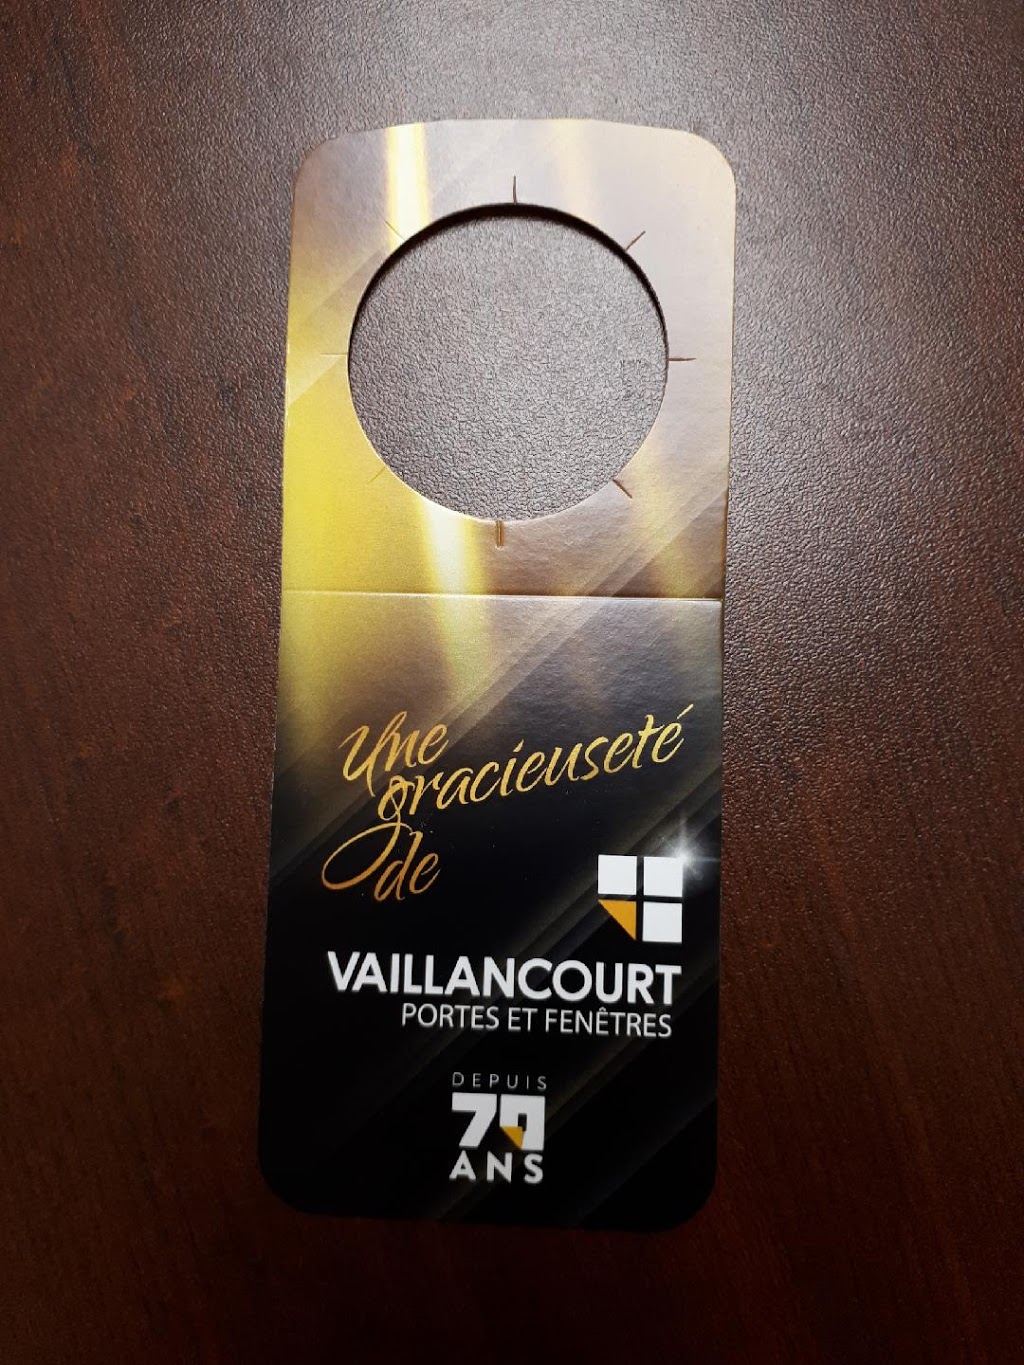 Une
gracieuseté
de
VAILLANCOURT
PORTES ET FENÊTRES
DEPUIS
70
ANS